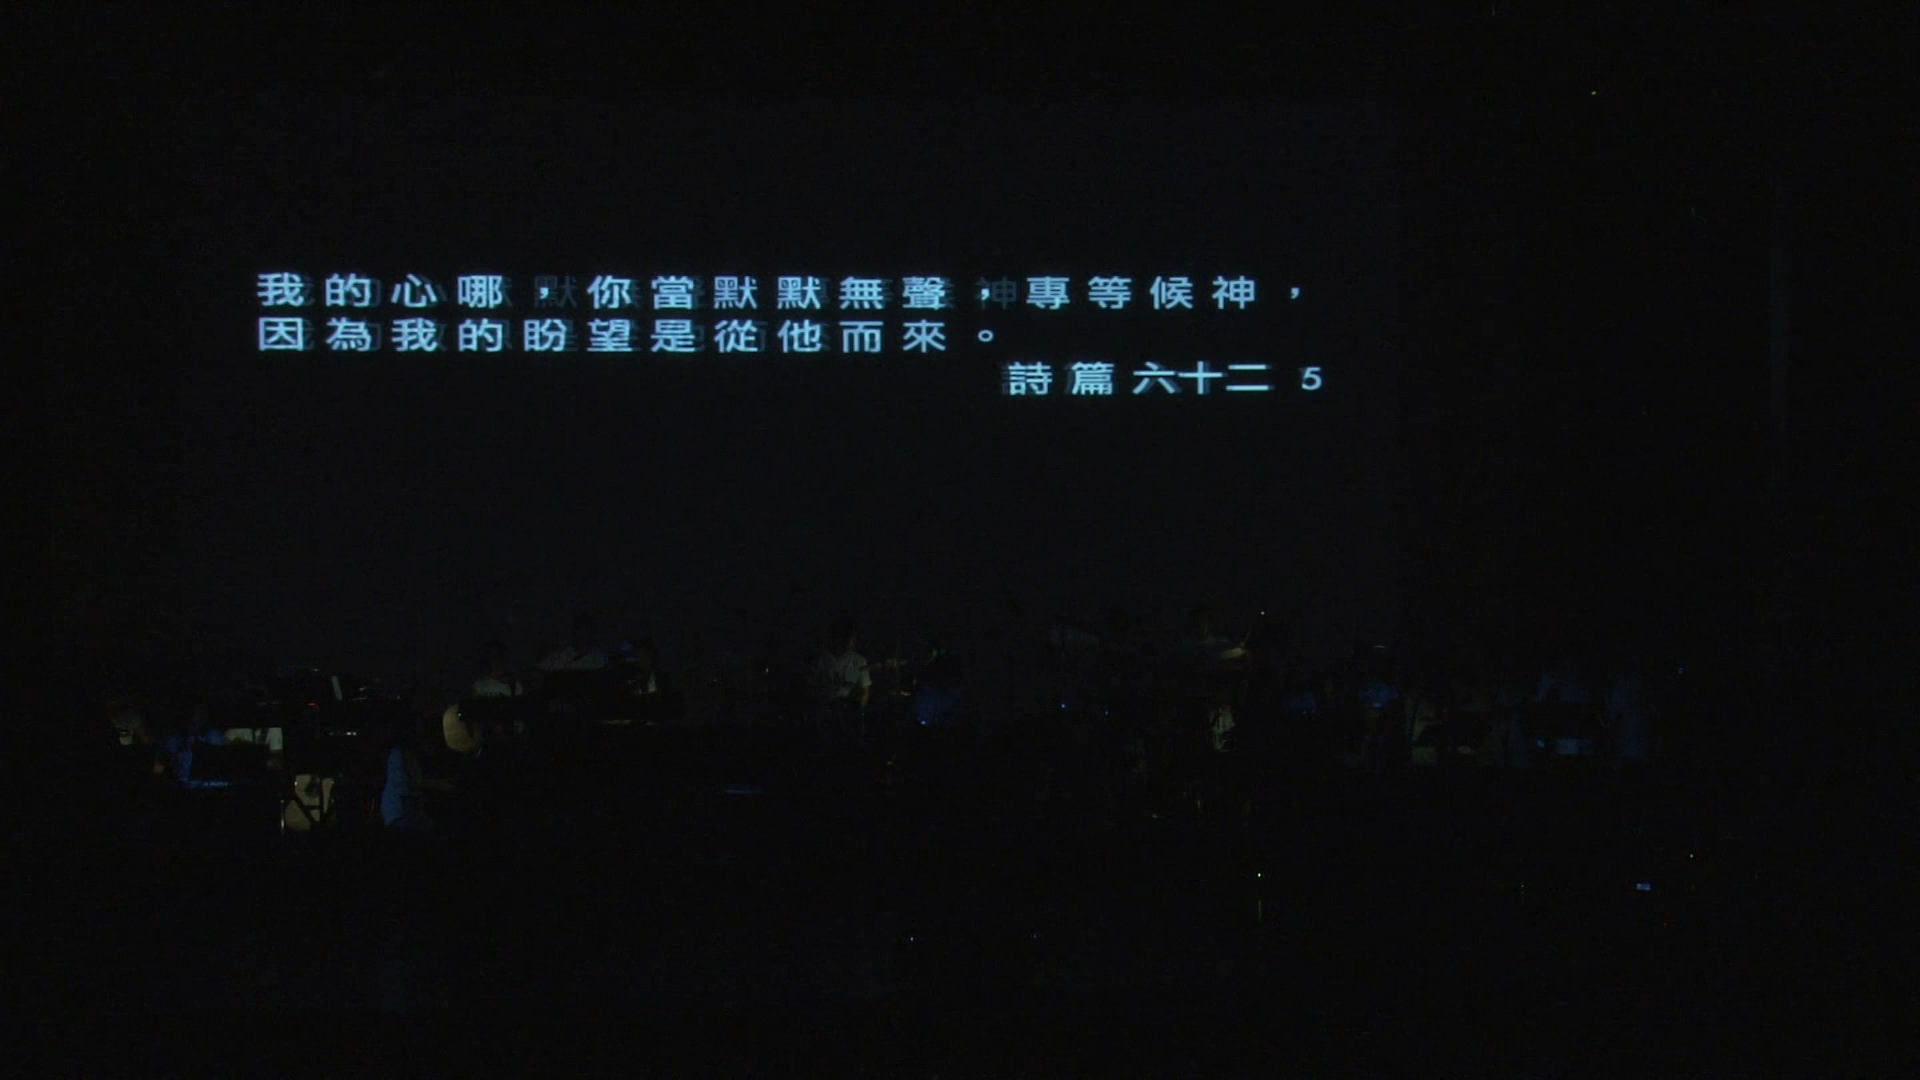 我的心哪，你當默默無聲，專等候神，
因為我的盼望是從他而來。
詩篇 六十二 5